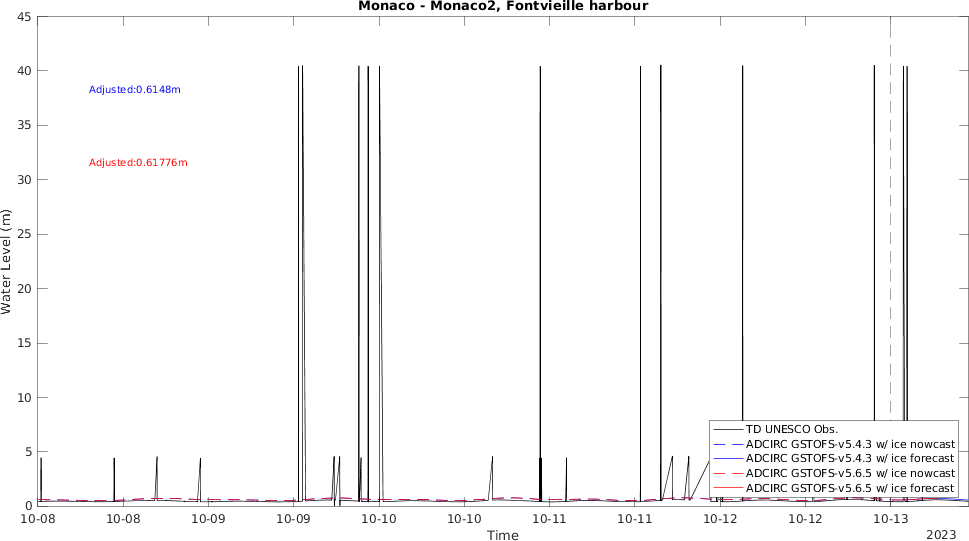 Monaco - Monaco2, Fontvieille harbour
45
40
35
30
25
20
15
10
5
0
Water Level (m)
Adjusted:0.6148m
Adjusted:0.61776m
TD UNESCO Obs.
ADCIRC GSTOFS-v5.4.3 w/ ice nowcast
ADCIRC GSTOFS-v5.4.3 w/ ice forecast
ADCIRC GSTOFS-v5.6.5 w/ ice nowcast
ADCIRC GSTOFS-v5.6.5 w/ ice forecast
10-08 10-08 10-09 10-09 10-10 10-10 10-11 10-11 10-12 10-12 10-13
Time
2023